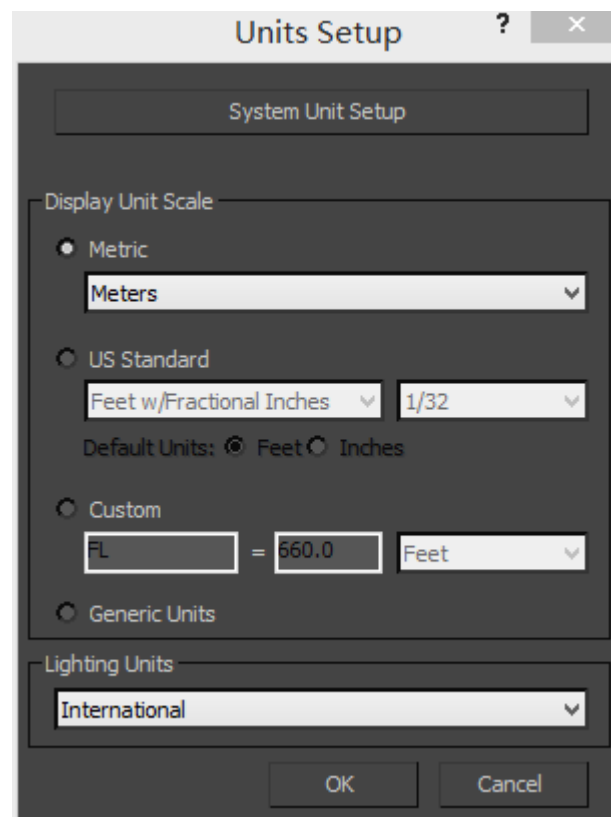 Units Setup ?
System Unit Setup
Display Unit Scale
Metric
Meters
US Standard
Feet w/Fractional Inches 1/32
Default Units: Feet Inches
Custom
FL = 660.0 Feet
Generic Units
Lighting Units
International
OK Cancel